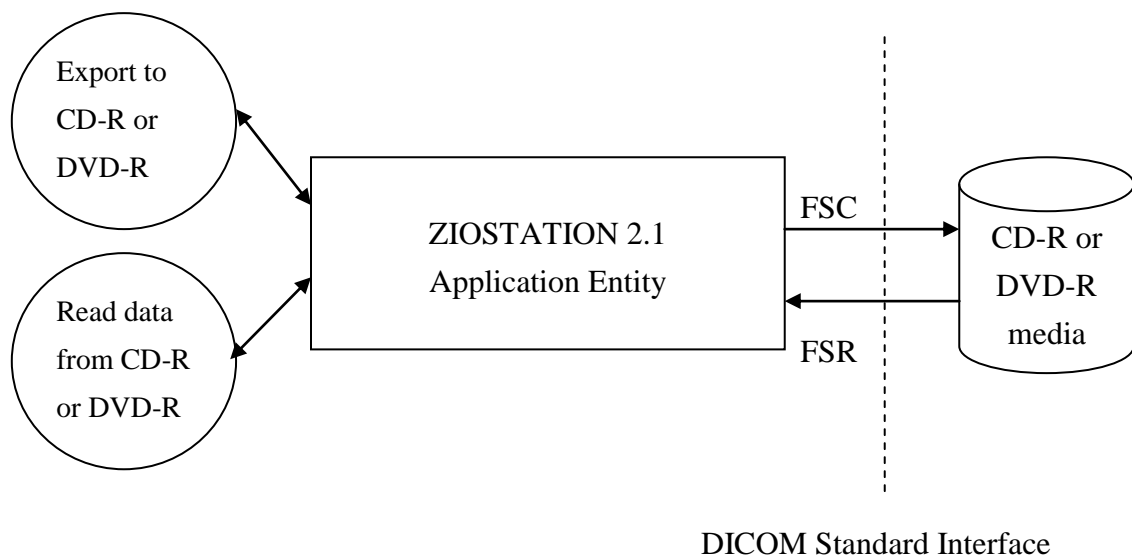 Export to
CD-R or
DVD-R
Read data
from CD-R
or DVD-R
ZIOSTATION 2.1
Application Entity
FSC
FSR
CD-R or
DVD-R
media
DICOM Standard Interface